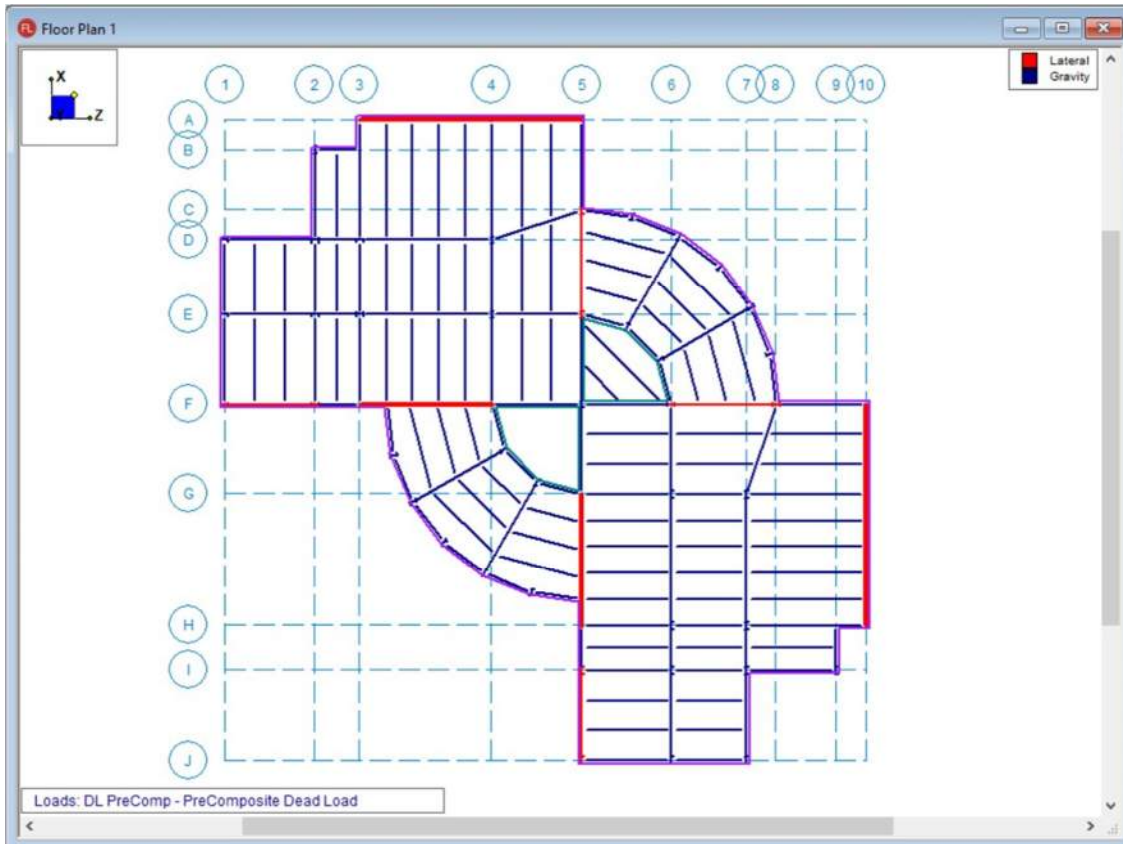 FL Floor Plan 1
X
Y Z
Lateral
Gravity
1 2 3 4 5 6 7 8 9 10
A
B
C
D
E
F
G
H
I
J
Loads: DL PreComp - PreComposite Dead Load